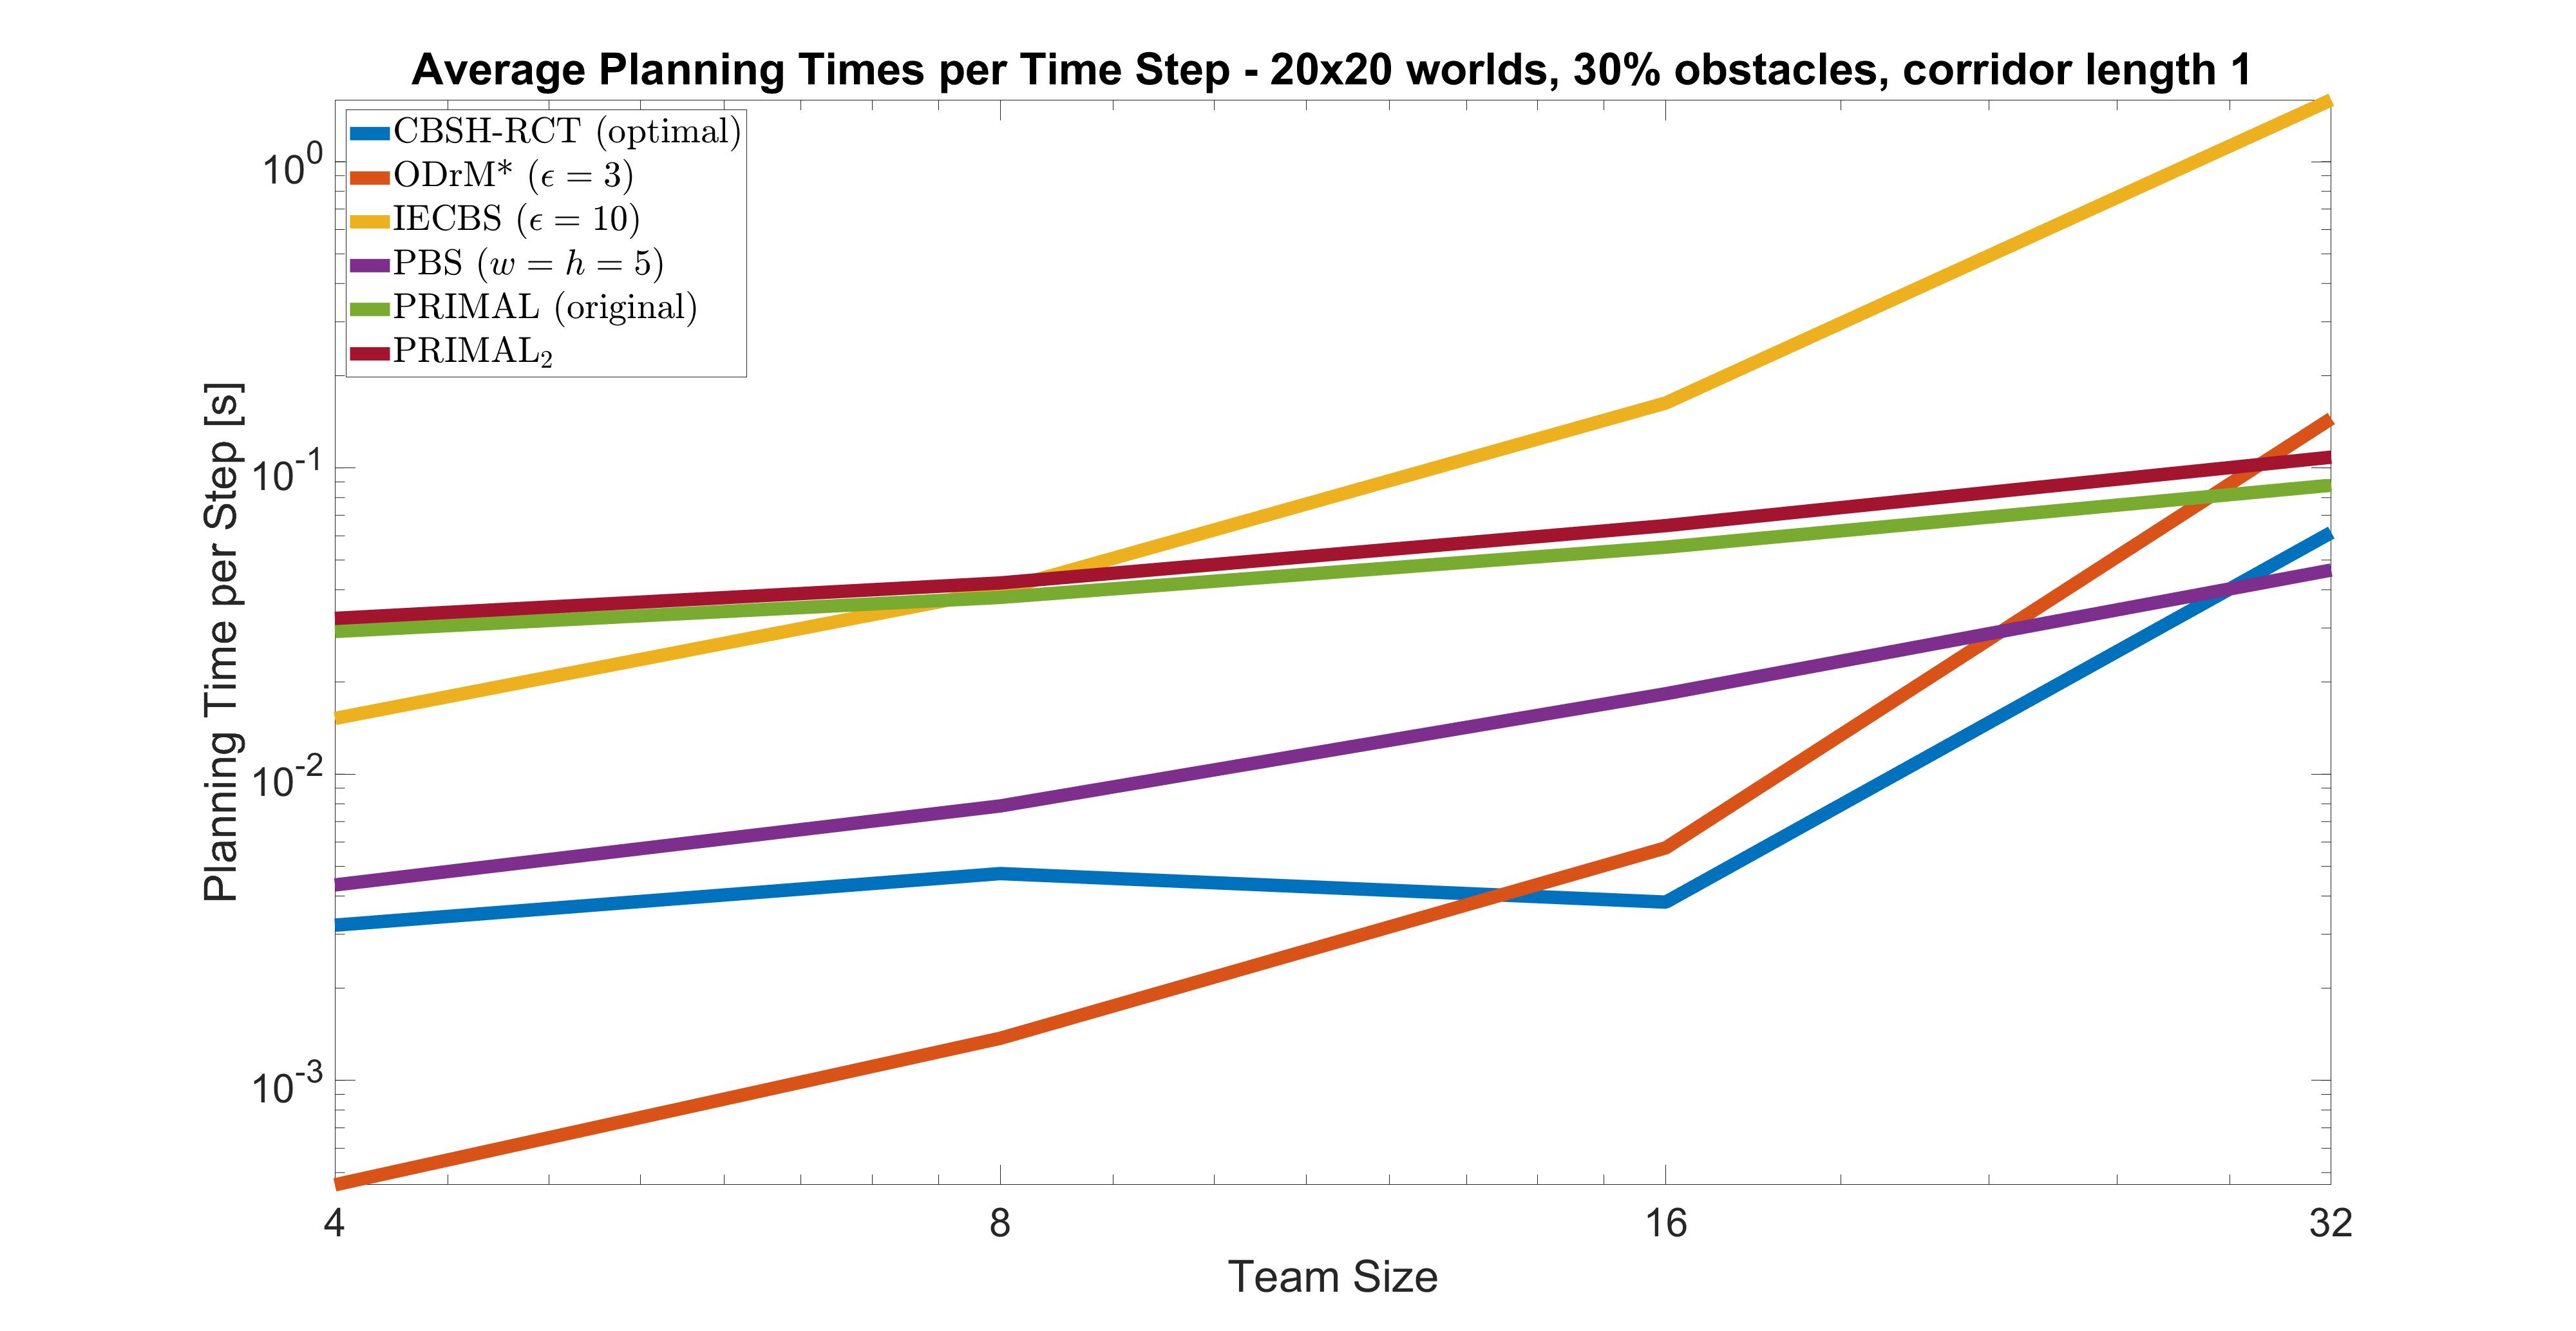 Average Planning Times per Time Step - 20x20 worlds, 30% obstacles, corridor length 1
CBSH-RCT (optimal)
ODrM* (ϵ = 3)
IECBS (ϵ = 10)
PBS (w = h = 5)
PRIMAL (original)
PRIMAL₂
Planning Time per Step [s]
10⁰
10⁻¹
10⁻²
10⁻³
4
8
16
32
Team Size